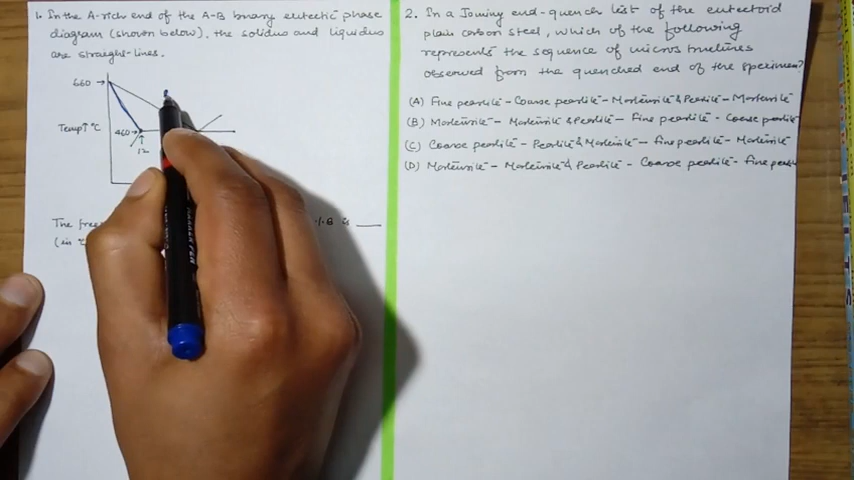 1. In the A-rich end of the A-B binary eutectic phase
diagram (shown below), the solidus and liquidus
are straight-lines.
660
Temp °C
460
12
The
% B is
(in
2. In a Jominy end-quench test of the eutectoid
plain carbon steel, which of the following
represents the sequence of microstructures
observed from the quenched end of the specimen?
(A) Fine pearlite - Coarse pearlite - Martensite & Pearlite - Martensite
(B) Martensite - Martensite & Pearlite - Fine pearlite - Coarse pearlite
(C) Coarse pearlite - Pearlite & Martensite - fine pearlite - Martensite
(D) Martensite - Martensite & Pearlite - Coarse pearlite - fine